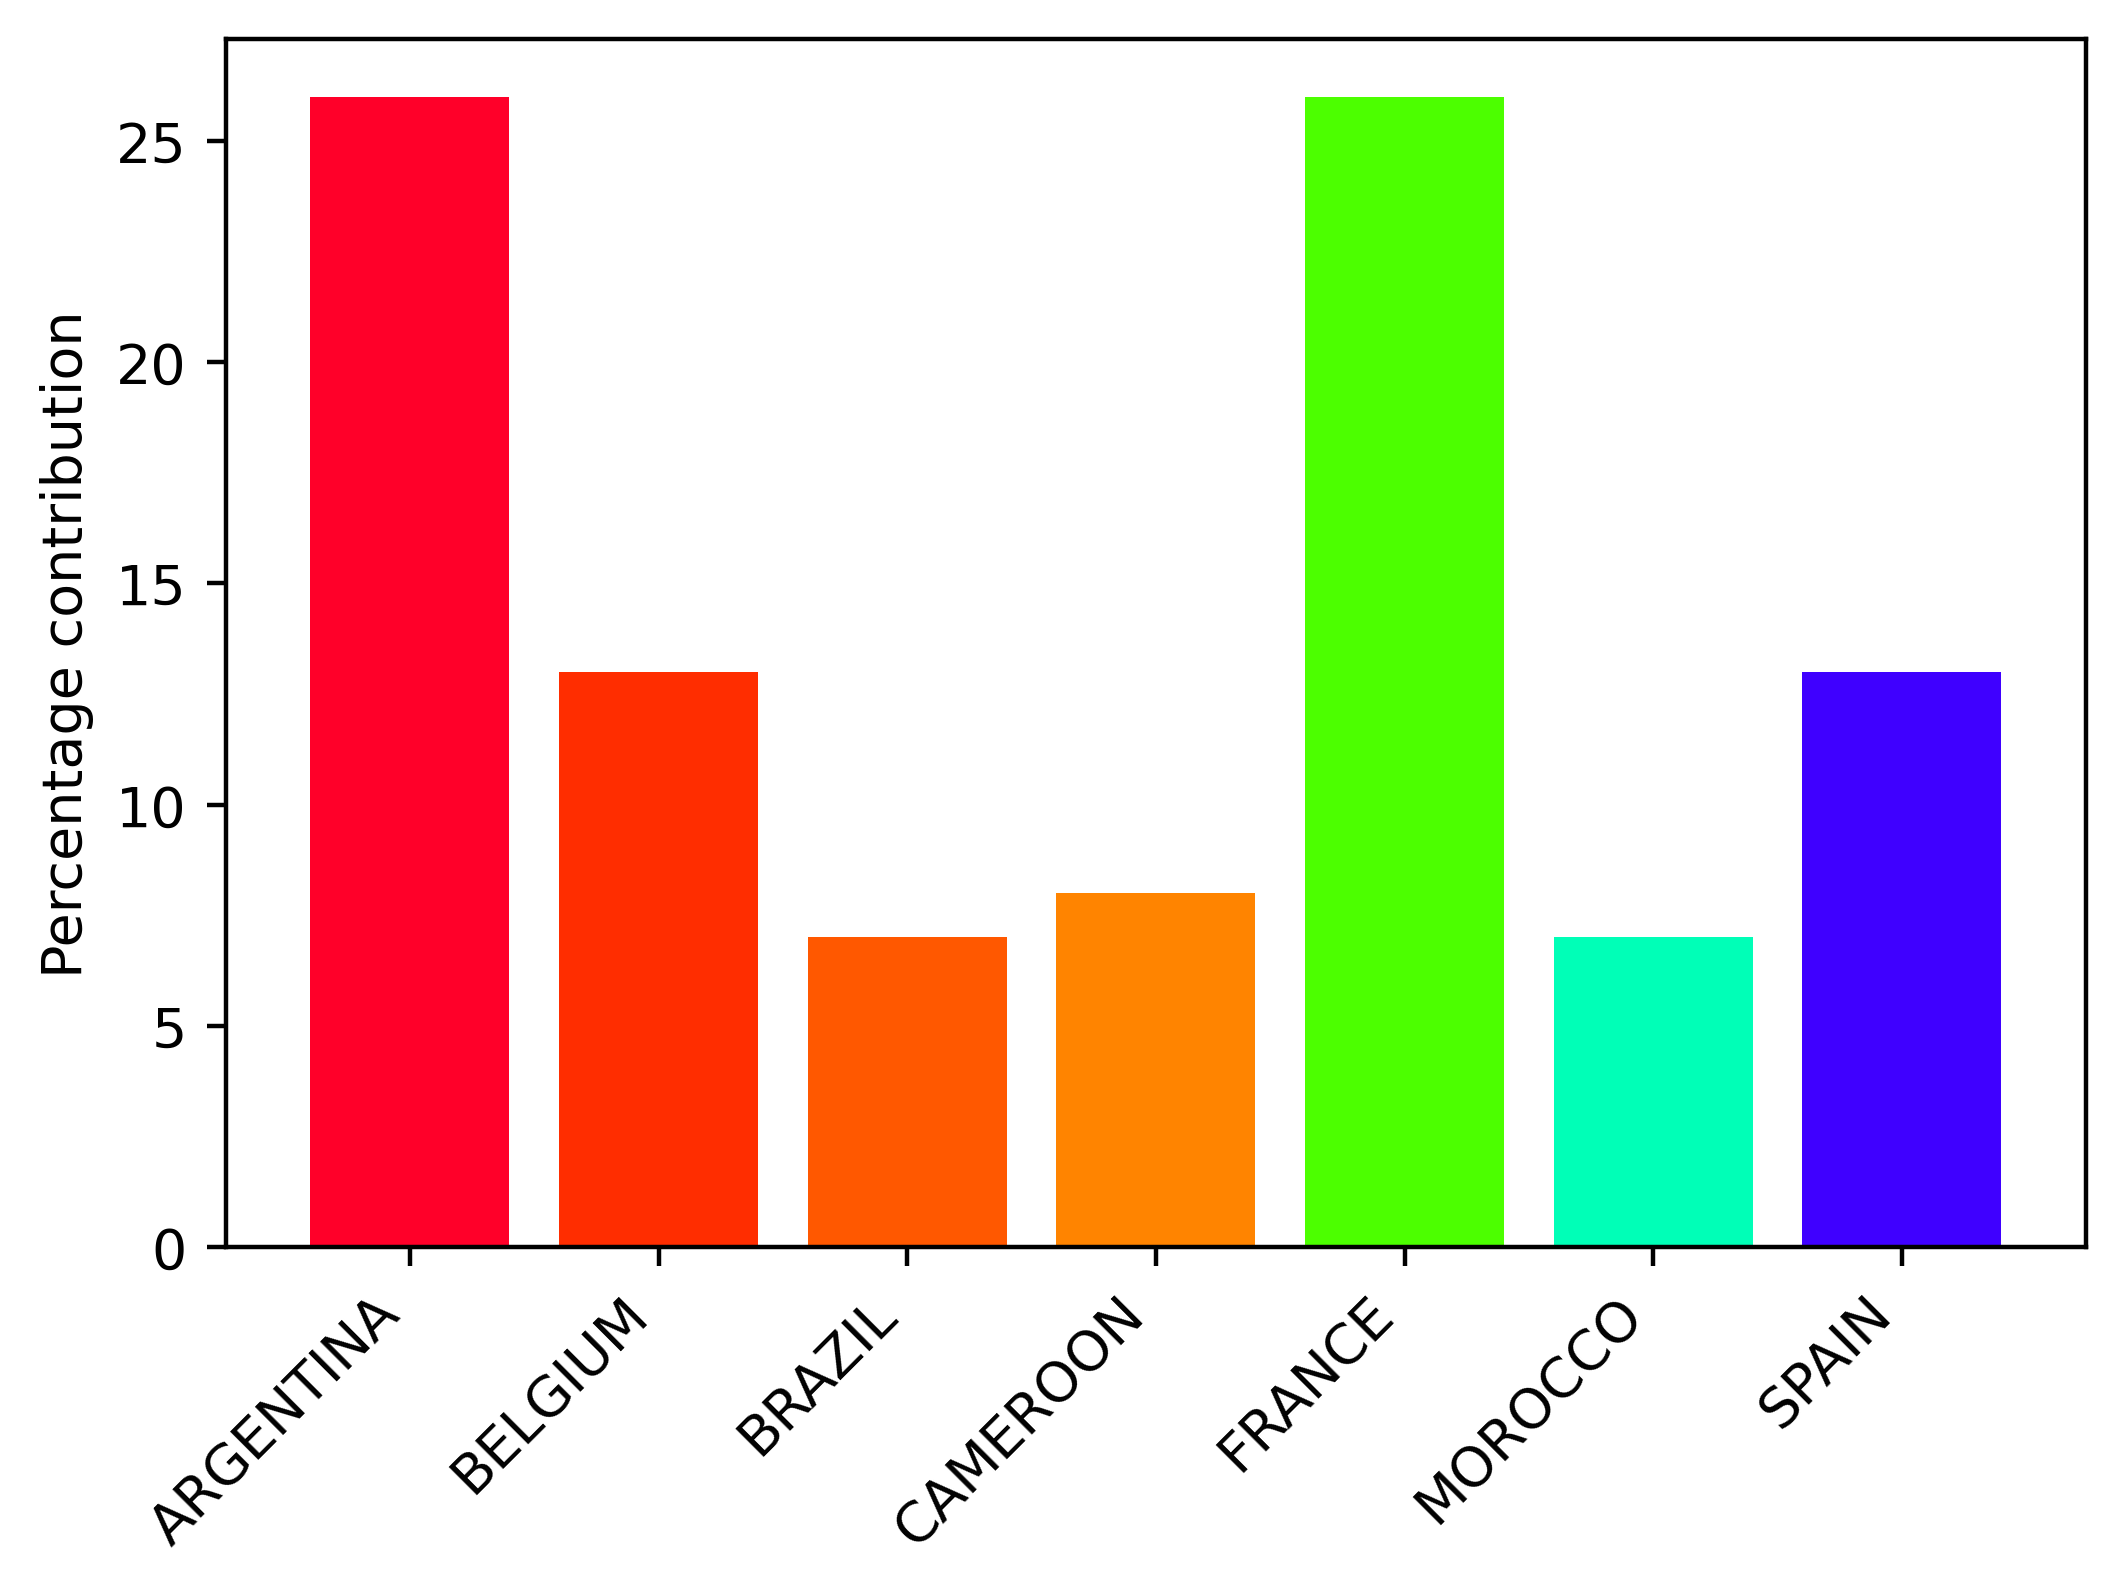 Percentage contribution
25
20
15
10
5
0
ARGENTINA
BELGIUM
BRAZIL
CAMEROON
FRANCE
MOROCCO
SPAIN